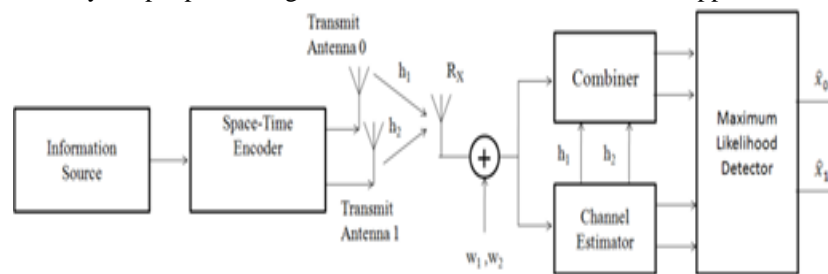 Transmit
Antenna 0
h₁
R_X
h₂
Information
Source
Space-Time
Encoder
Transmit
Antenna 1
+
w₁ ,w₂
Combiner
h₁
h₂
Channel
Estimator
Maximum
Likelihood
Detector
x̂₀
x̂₁